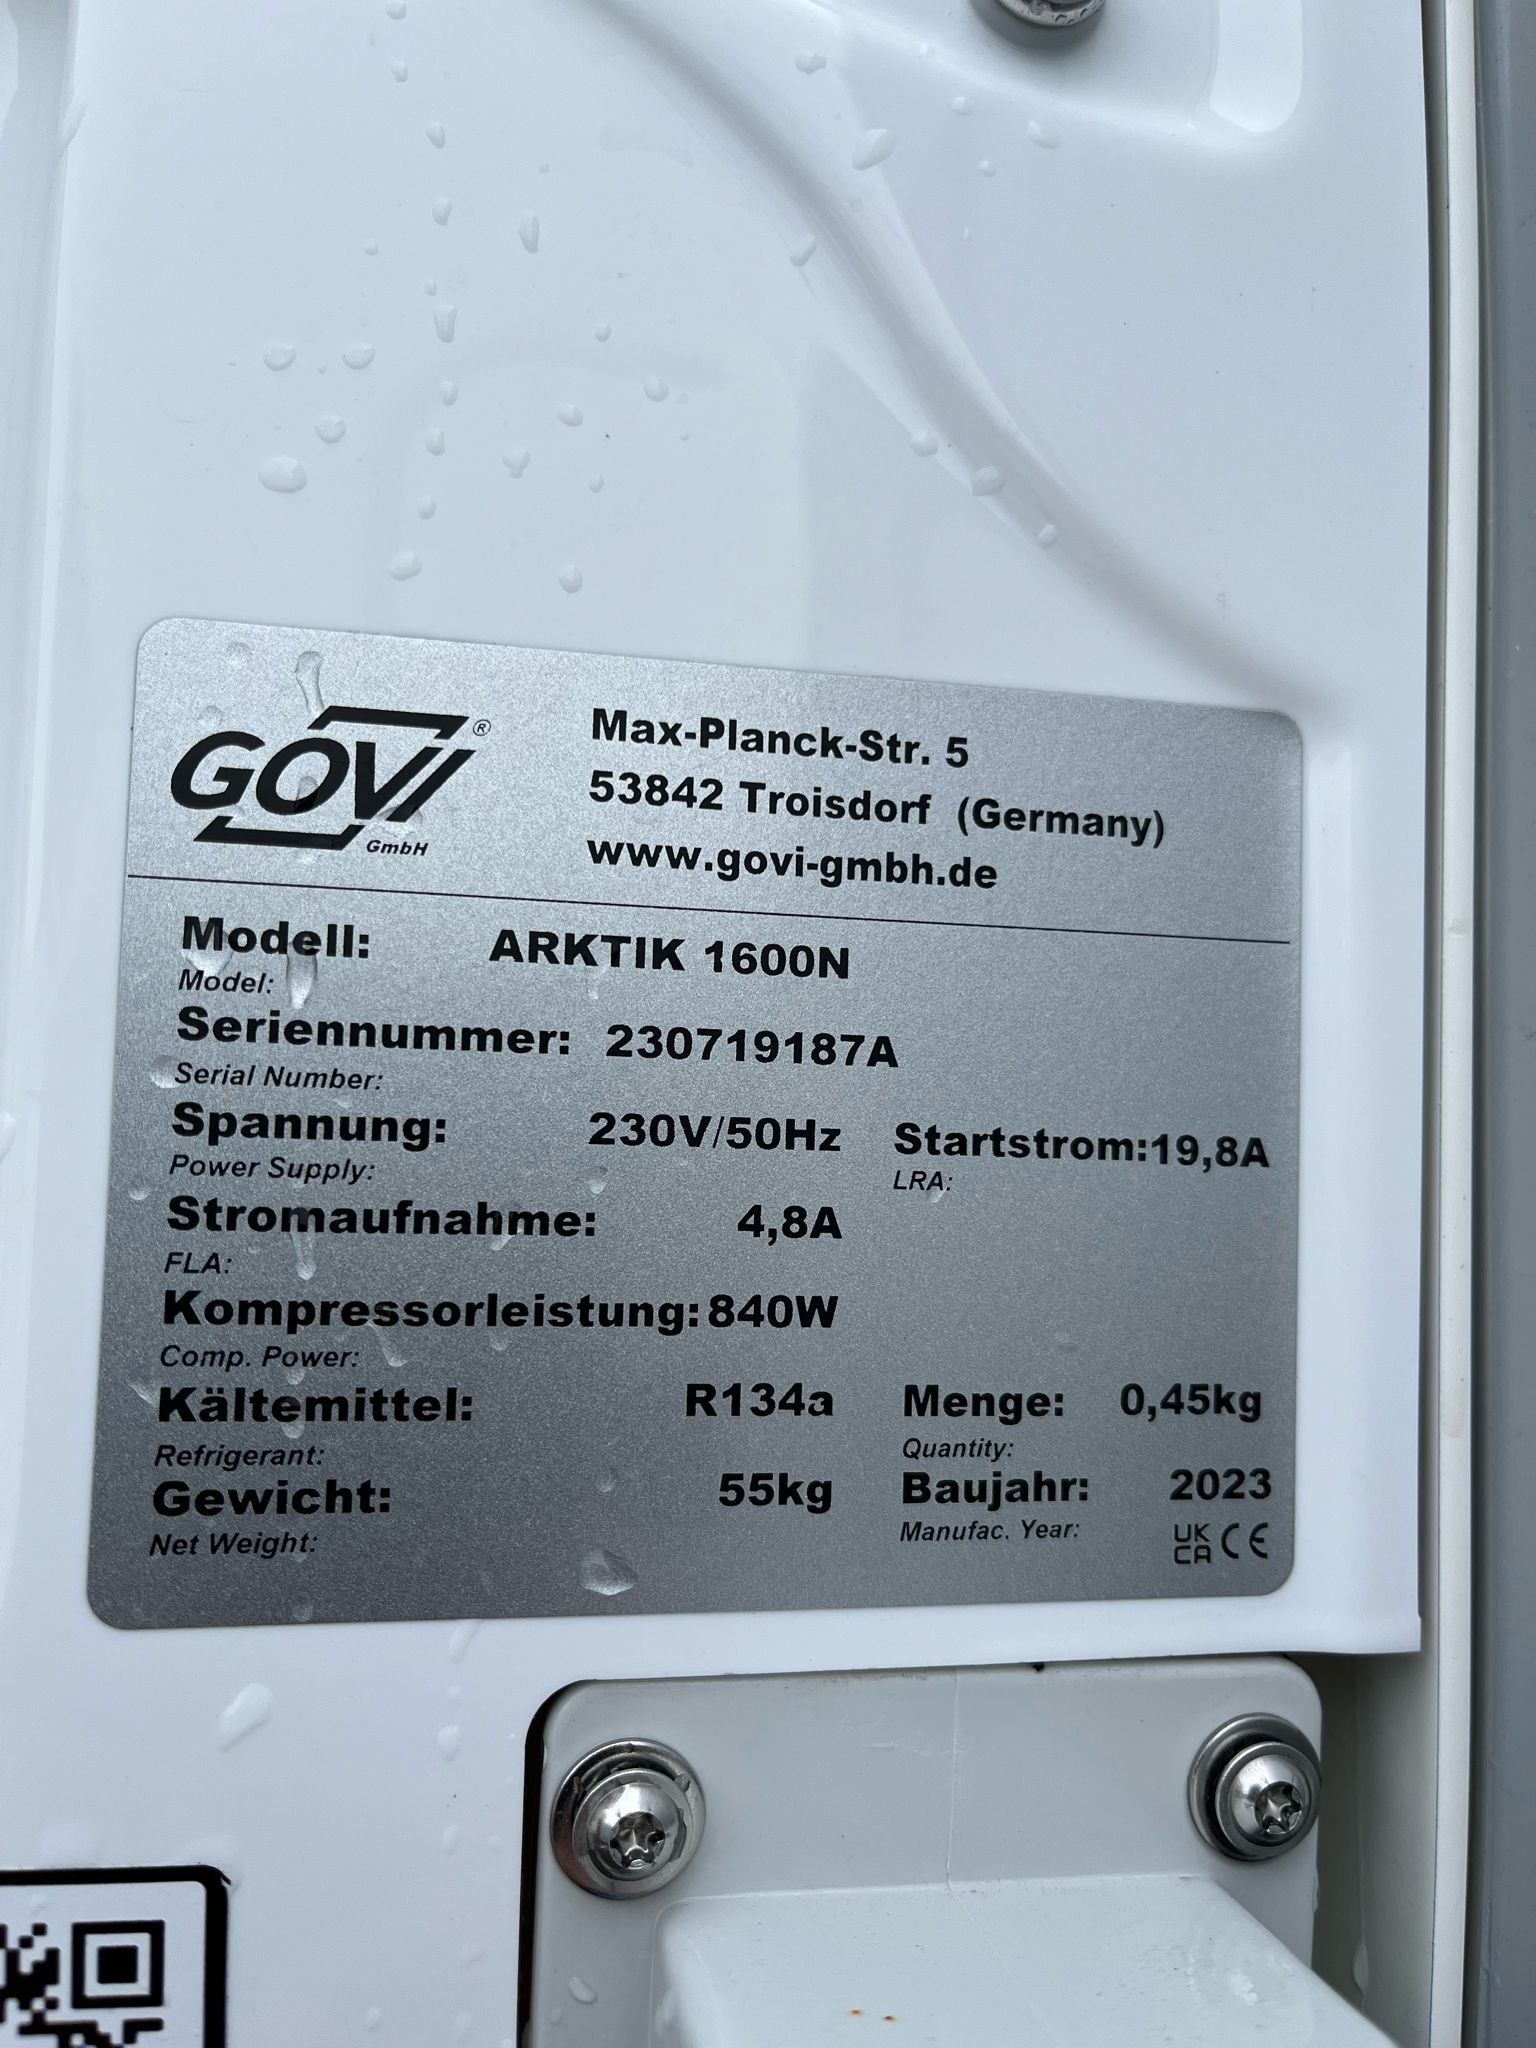 GOVI®
GmbH
Max-Planck-Str. 5
53842 Troisdorf (Germany)
www.govi-gmbh.de
Modell: ARKTIK 1600N
Model:
Seriennummer: 230719187A
Serial Number:
Spannung: 230V/50Hz Startstrom:19,8A
Power Supply: LRA:
Stromaufnahme: 4,8A
FLA:
Kompressorleistung:840W
Comp. Power:
Kältemittel: R134a Menge: 0,45kg
Refrigerant: Quantity:
Gewicht: 55kg Baujahr: 2023
Net Weight: Manufac. Year:
UK
CA CE